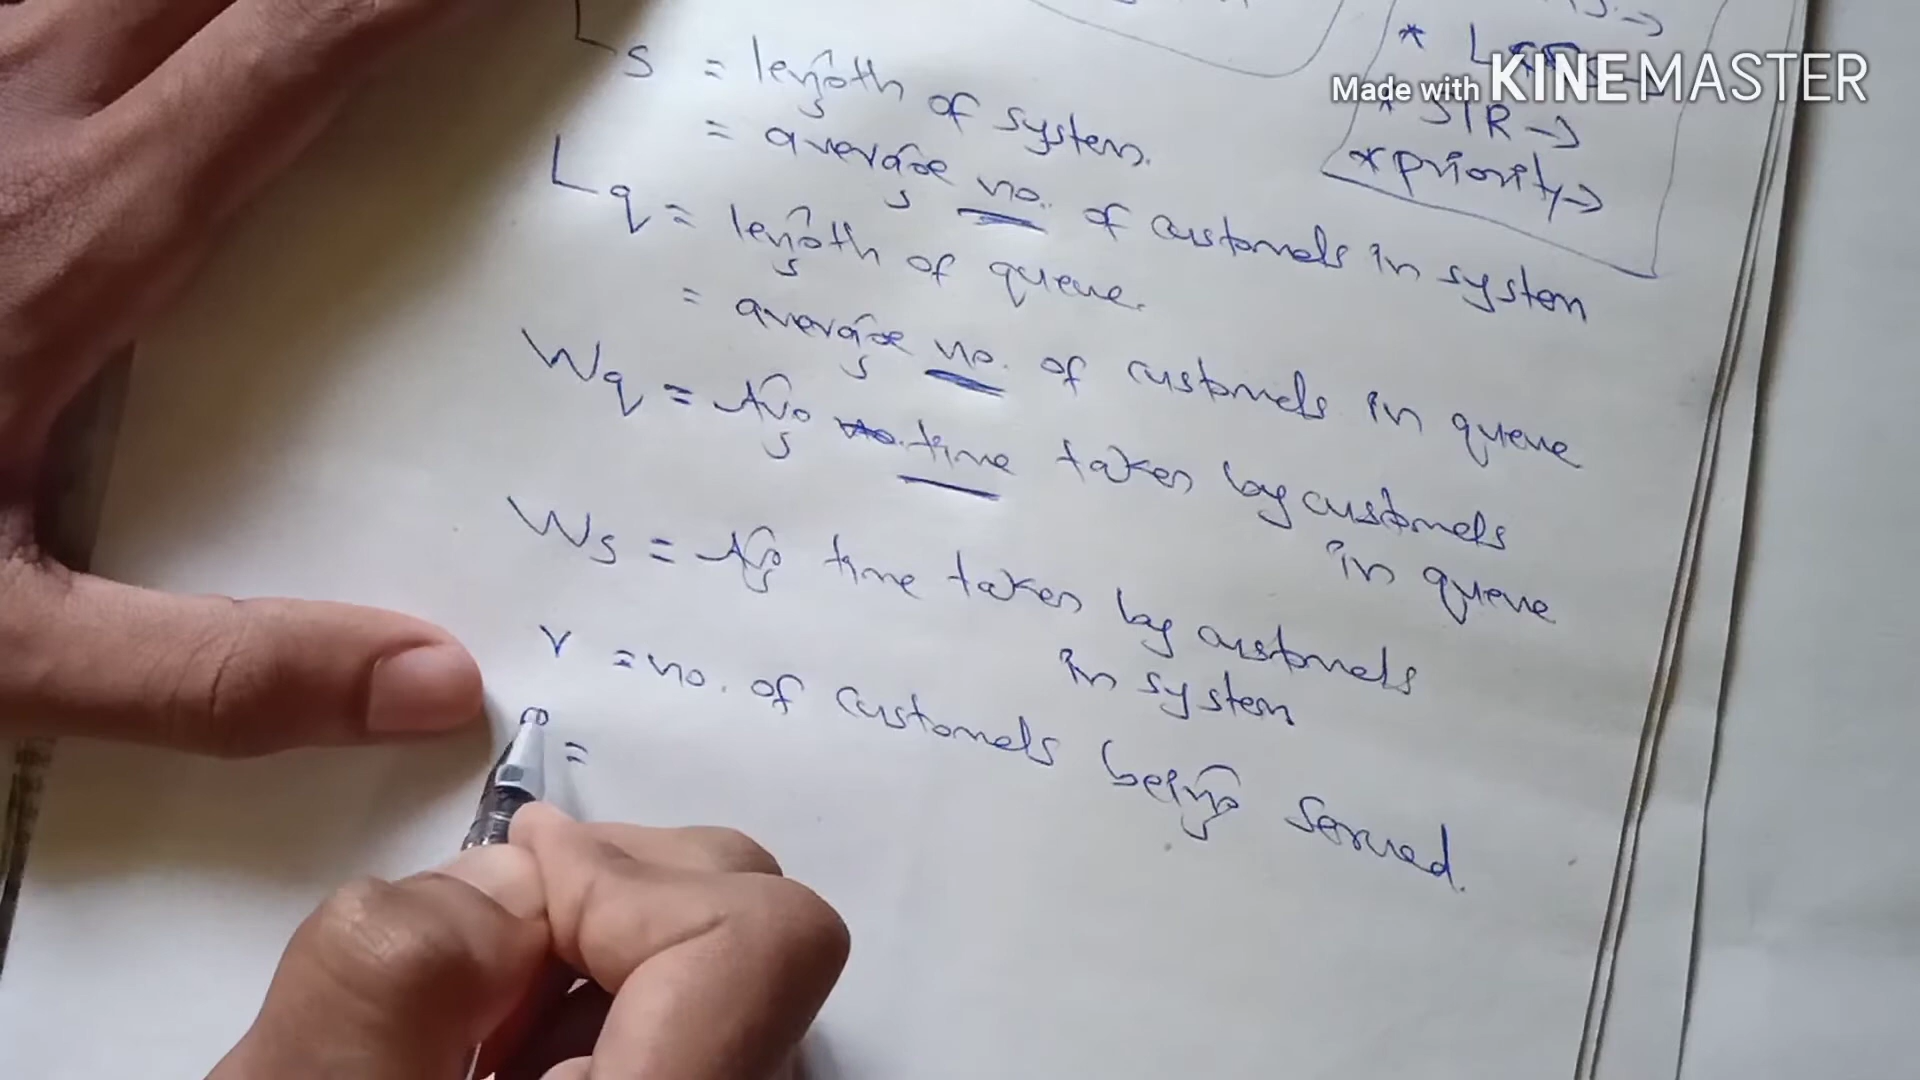 Ls = length of system.
= average no. of customers in system
Lq = length of queue.
= average no. of customers in queue
Wq = Avg time taken by customers
in queue
Ws = Avg time taken by customers
in system
r = no. of customers being served.
=
* SIR →
* priority →
Made with KINEMASTER